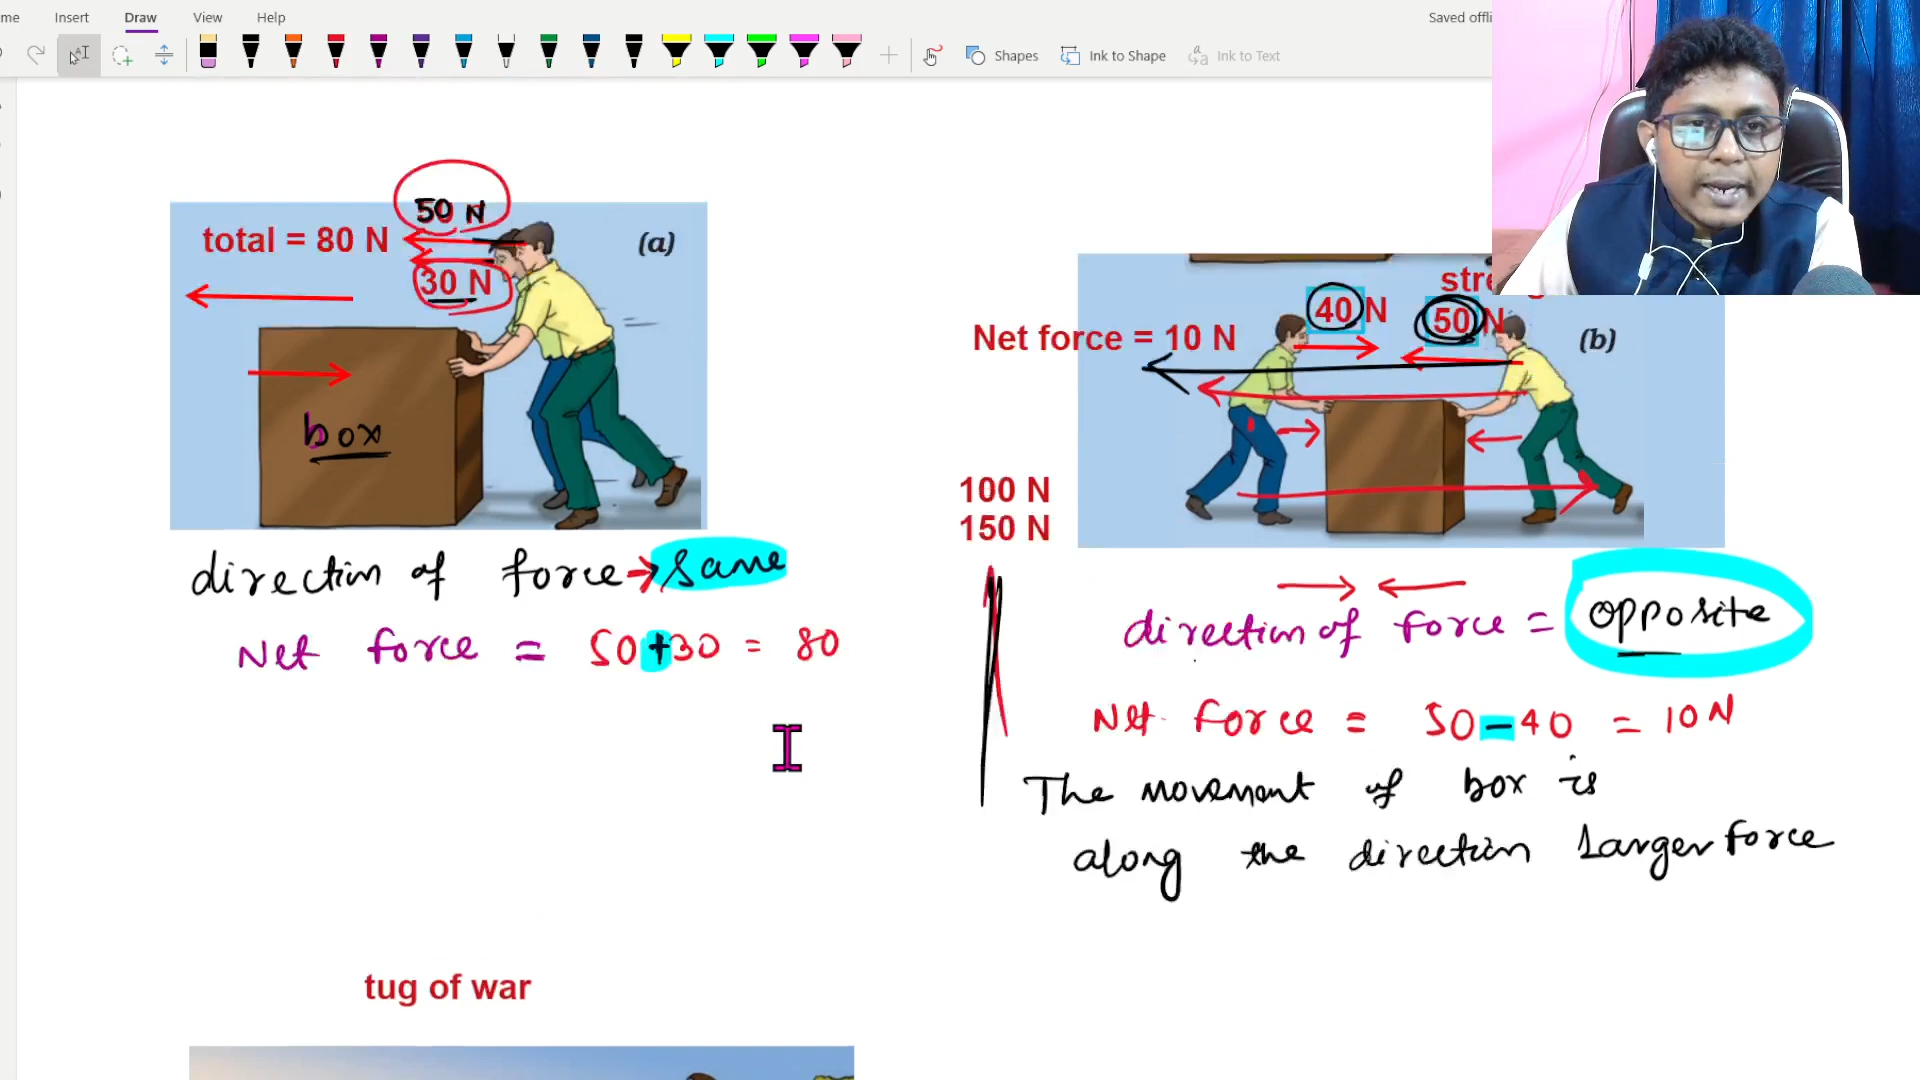 me Insert Draw View Help Saved offli
Shapes Ink to Shape Ink to Text
50 N
total = 80 N
(a)
30 N
box
direction of force → same
Net force = 50 + 30 = 80
stre
40 N
50 N
Net force = 10 N
(b)
100 N
150 N
direction of force = opposite
Net force = 50 - 40 = 10 N
The movement of box is
along the direction Larger force
tug of war